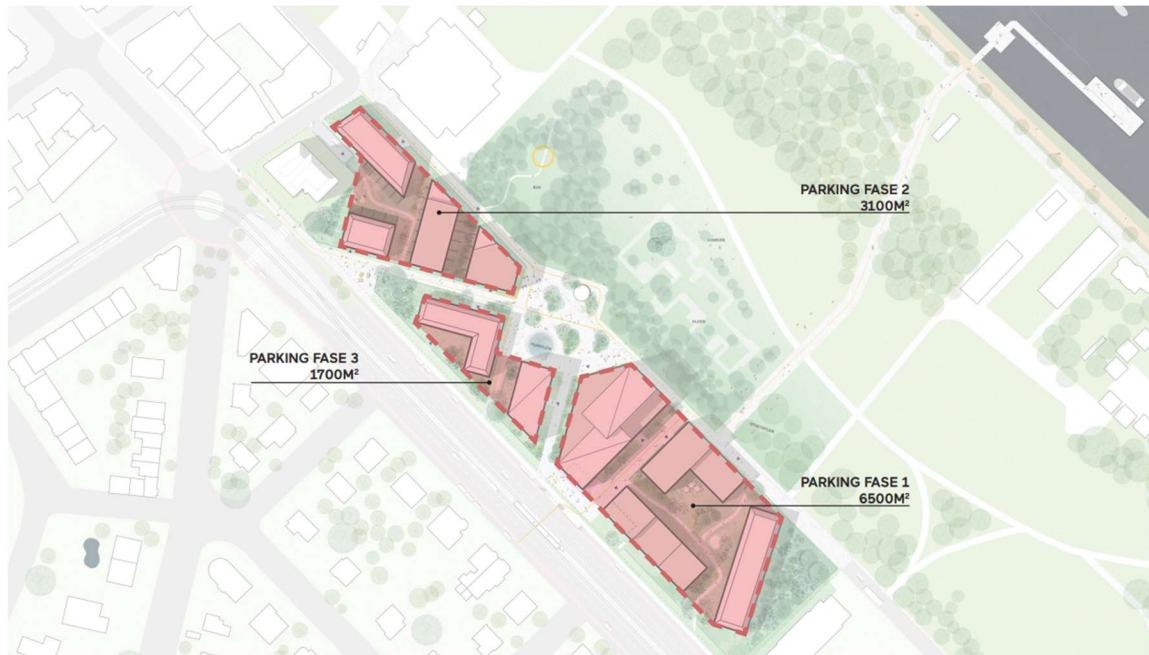 PARKING FASE 2
3100M²
PARKING FASE 3
1700M²
PARKING FASE 1
6500M²